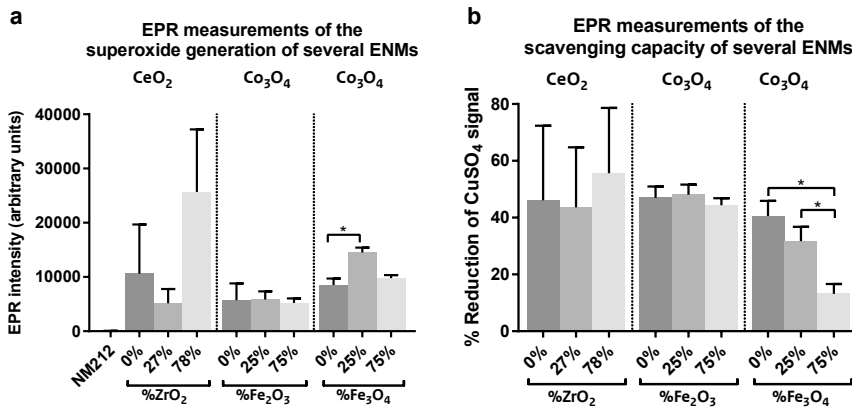 a
EPR measurements of the
superoxide generation of several ENMs
CeO₂ Co₃O₄ Co₃O₄
EPR intensity (arbitrary units)
40000
30000
20000
10000
0
*
NM212 0% 27% 78% 0% 25% 75% 0% 25% 75%
%ZrO₂ %Fe₂O₃ %Fe₃O₄
b
EPR measurements of the
scavenging capacity of several ENMs
CeO₂ Co₃O₄ Co₃O₄
% Reduction of CuSO₄ signal
80
60
40
20
0
*
*
0% 27% 78% 0% 25% 75% 0% 25% 75%
%ZrO₂ %Fe₂O₃ %Fe₃O₄